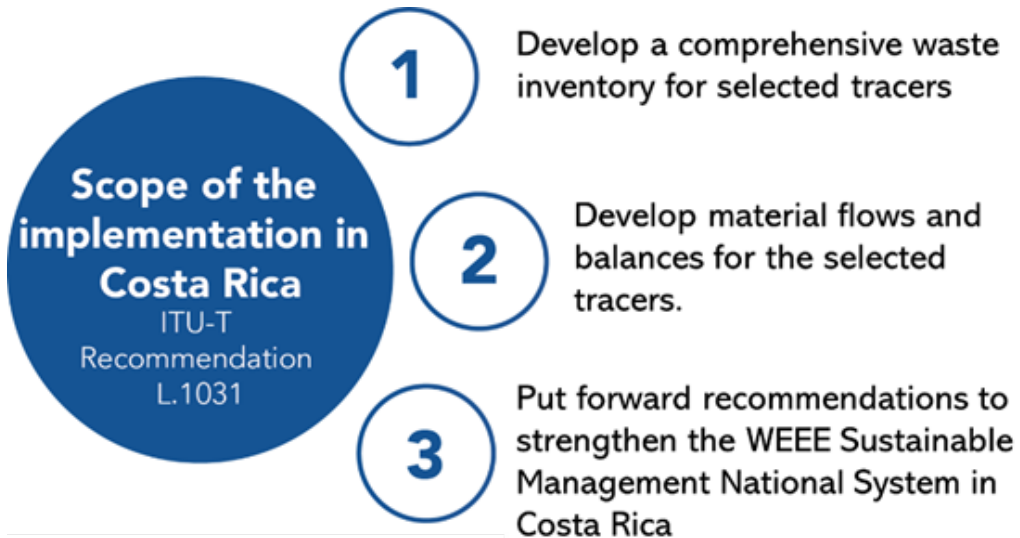 Scope of the
implementation in
Costa Rica
ITU-T
Recommendation
L.1031
1
Develop a comprehensive waste
inventory for selected tracers
2
Develop material flows and
balances for the selected
tracers.
3
Put forward recommendations to
strengthen the WEEE Sustainable
Management National System in
Costa Rica